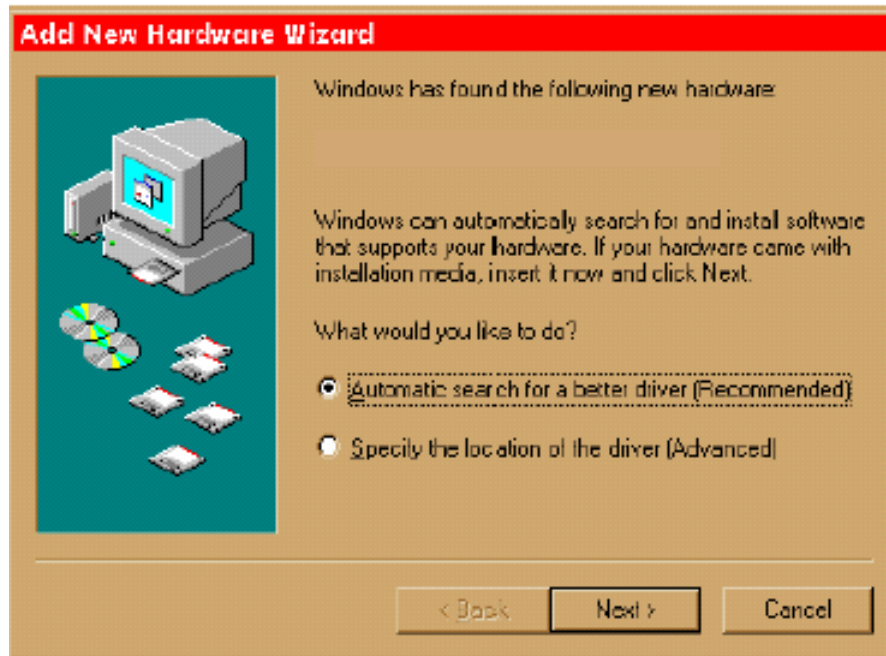 Add New Hardware Wizard
Windows has found the following new hardware:
Windows can automatically search for and install software
that supports your hardware. If your hardware came with
installation media, insert it now and click Next.
What would you like to do?
Automatic search for a better driver (Recommended)
Specify the location of the driver (Advanced)
< Back
Next >
Cancel